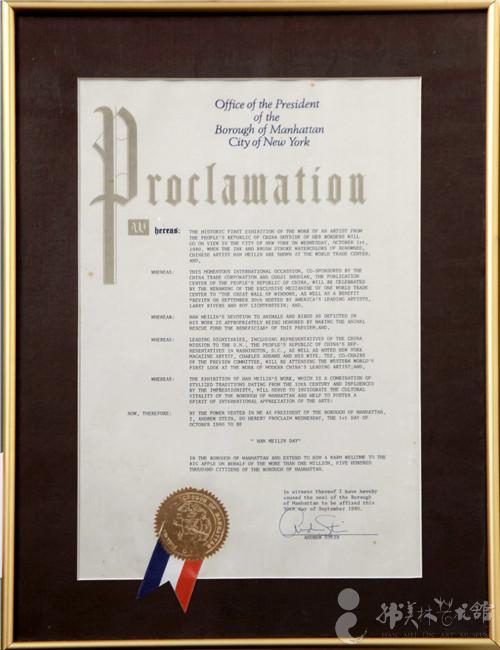 Office of the President
of the
Borough of Manhattan
City of New York
Proclamation
Whereas: THE HISTORIC FIRST EXHIBITION OF THE WORK OF AN ARTIST FROM
THE PEOPLE'S REPUBLIC OF CHINA OUTSIDE OF HER BORDERS WILL
GO ON VIEW IN THE CITY OF NEW YORK ON WEDNESDAY, OCTOBER 1st,
1980, WHEN THE INK AND BRUSH STROKE WATERCOLORS OF RENOWNED,
CHINESE ARTIST HAN MEILIN ARE SHOWN AT THE WORLD TRADE CENTER;
AND,
WHEREAS: THIS MOMENTOUS INTERNATIONAL OCCASSION, CO-SPONSORED BY THE
CHINA TRADE CORPORATION AND GUOZI SHUDIAN, THE PUBLICATION
CENTER OF THE PEOPLE'S REPUBLIC OF CHINA, WILL BE CELEBRATED
BY THE RENAMING OF THE EXCLUSIVE MEZZANINE OF ONE WORLD TRADE
CENTER TO "THE GREAT WALL OF WINDOWS, AS WELL AS A BENEFIT
PREVIEW ON SEPTEMBER 30th HOSTED BY AMERICA'S LEADING ARTISTS,
LARRY RIVERS AND ROY LICHTENSTEIN; AND,
WHEREAS: HAN MEILIN'S DEVOTION TO ANIMALS AND BIRDS AS DEPICTED IN
HIS WORK IS APPROPRIATELY BEING HONORED BY MAKING THE ANIMAL
RESCUE FUND THE BENEFICIARY OF THIS PREVIEW;AND,
WHEREAS: LEADING DIGNITARIES, INCLUDING REPRESENTATIVES OF THE CHINA
MISSION TO THE U.N., THE PEOPLE'S REPUBLIC OF CHINA'S REP-
RESENTATIVES IN WASHINGTON, D.C., AS WELL AS NOTED NEW YORK
MAGAZINE ARTIST, CHARLES ADDAMS AND HIS WIFE, TEE, CO-CHAIRS
OF THE PREVIEW COMMITTEE, WILL BE ATTENDING THE WESTERN WORLD'S
FIRST LOOK AT THE WORK OF MODERN CHINA'S LEADING ARTIST;AND,
WHEREAS: THE EXHIBITION OF HAN MEILIN'S WORK, WHICH IS A COMBINATION OF
STYLIZED TRADITIONS DATING FROM THE 10th CENTURY AND INFLUENCED
BY THE IMPRESSIONISTS, WILL SERVE TO INVIGORATE THE CULTURAL
VITALITY OF THE BOROUGH OF MANHATTAN AND HELP TO FOSTER A
SPIRIT OF INTERNATIONAL APPRECIATION OF THE ARTS:
NOW, THEREFORE: BY THE POWER VESTED IN ME AS PRESIDENT OF THE BOROUGH OF MANHATTAN,
I, ANDREW STEIN, DO HEREBY PROCLAIM WEDNESDAY, THE 1st DAY OF
OCTOBER 1980 TO BE
" HAN MEILIN DAY"
IN THE BOROUGH OF MANHATTAN AND EXTEND TO HIM A WARM WELCOME TO THE
BIG APPLE ON BEHALF OF THE MORE THAN ONE MILLION, FIVE HUNDRED
THOUSAND CITIZENS OF THE BOROUGH OF MANHATTAN.
In witness thereof I have hereby
caused the seal of the Borough
of Manhattan to be affixed this
30th day of September 1980.
ANDREW STEIN
韩美林艺术馆
HAN MEI LIN ART MUSEUM